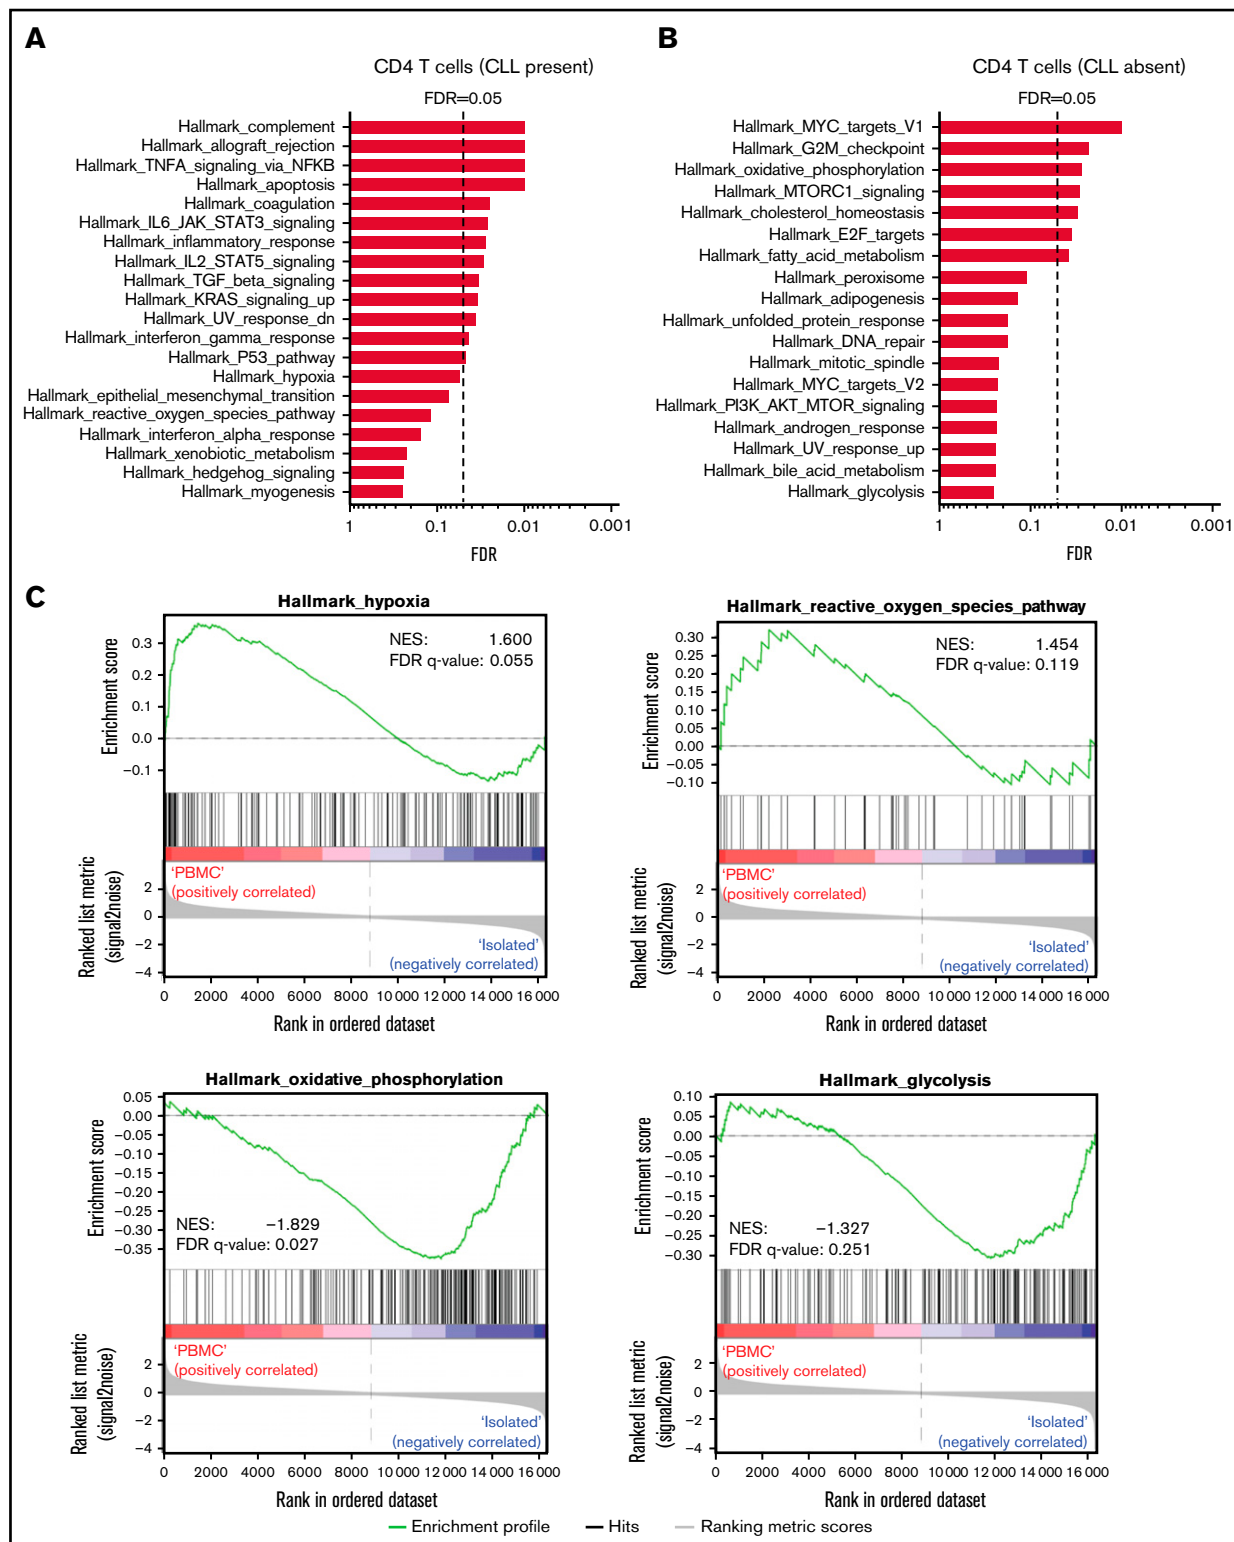 A
CD4 T cells (CLL present)
FDR=0.05
Hallmark_complement
Hallmark_allograft_rejection
Hallmark_TNFA_signaling_via_NFKB
Hallmark_apoptosis
Hallmark_coagulation
Hallmark_IL6_JAK_STAT3_signaling
Hallmark_inflammatory_response
Hallmark_IL2_STAT5_signaling
Hallmark_TGF_beta_signaling
Hallmark_KRAS_signaling_up
Hallmark_UV_response_dn
Hallmark_interferon_gamma_response
Hallmark_P53_pathway
Hallmark_hypoxia
Hallmark_epithelial_mesenchymal_transition
Hallmark_reactive_oxygen_species_pathway
Hallmark_interferon_alpha_response
Hallmark_xenobiotic_metabolism
Hallmark_hedgehog_signaling
Hallmark_myogenesis
1 0.1 0.01 0.001
FDR
B
CD4 T cells (CLL absent)
FDR=0.05
Hallmark_MYC_targets_V1
Hallmark_G2M_checkpoint
Hallmark_oxidative_phosphorylation
Hallmark_MTORC1_signaling
Hallmark_cholesterol_homeostasis
Hallmark_E2F_targets
Hallmark_fatty_acid_metabolism
Hallmark_peroxisome
Hallmark_adipogenesis
Hallmark_unfolded_protein_response
Hallmark_DNA_repair
Hallmark_mitotic_spindle
Hallmark_MYC_targets_V2
Hallmark_PI3K_AKT_MTOR_signaling
Hallmark_androgen_response
Hallmark_UV_response_up
Hallmark_bile_acid_metabolism
Hallmark_glycolysis
1 0.1 0.01 0.001
FDR
C
Hallmark_hypoxia
Enrichment score
0.3
0.2
0.1
0.0
−0.1
NES: 1.600
FDR q-value: 0.055
Ranked list metric
(signal2noise)
2
0
−2
−4
'PBMC'
(positively correlated)
'Isolated'
(negatively correlated)
0 2000 4000 6000 8000 10 000 12 000 14 000 16 000
Rank in ordered dataset
Hallmark_reactive_oxygen_species_pathway
Enrichment score
0.30
0.25
0.20
0.15
0.10
0.05
0.00
−0.05
−0.10
NES: 1.454
FDR q-value: 0.119
Ranked list metric
(signal2noise)
2
0
−2
−4
'PBMC'
(positively correlated)
'Isolated'
(negatively correlated)
0 2000 4000 6000 8000 10 000 12 000 14 000 16 000
Rank in ordered dataset
Hallmark_oxidative_phosphorylation
Enrichment score
0.05
0.00
−0.05
−0.10
−0.15
−0.20
−0.25
−0.30
−0.35
NES: −1.829
FDR q-value: 0.027
Ranked list metric
(signal2noise)
2
0
−2
−4
'PBMC'
(positively correlated)
'Isolated'
(negatively correlated)
0 2000 4000 6000 8000 10 000 12 000 14 000 16 000
Rank in ordered dataset
Hallmark_glycolysis
Enrichment score
0.10
0.05
0.00
−0.05
−0.10
−0.15
−0.20
−0.25
−0.30
NES: −1.327
FDR q-value: 0.251
Ranked list metric
(signal2noise)
2
0
−2
−4
'PBMC'
(positively correlated)
'Isolated'
(negatively correlated)
0 2000 4000 6000 8000 10 000 12 000 14 000 16 000
Rank in ordered dataset
Enrichment profile Hits Ranking metric scores